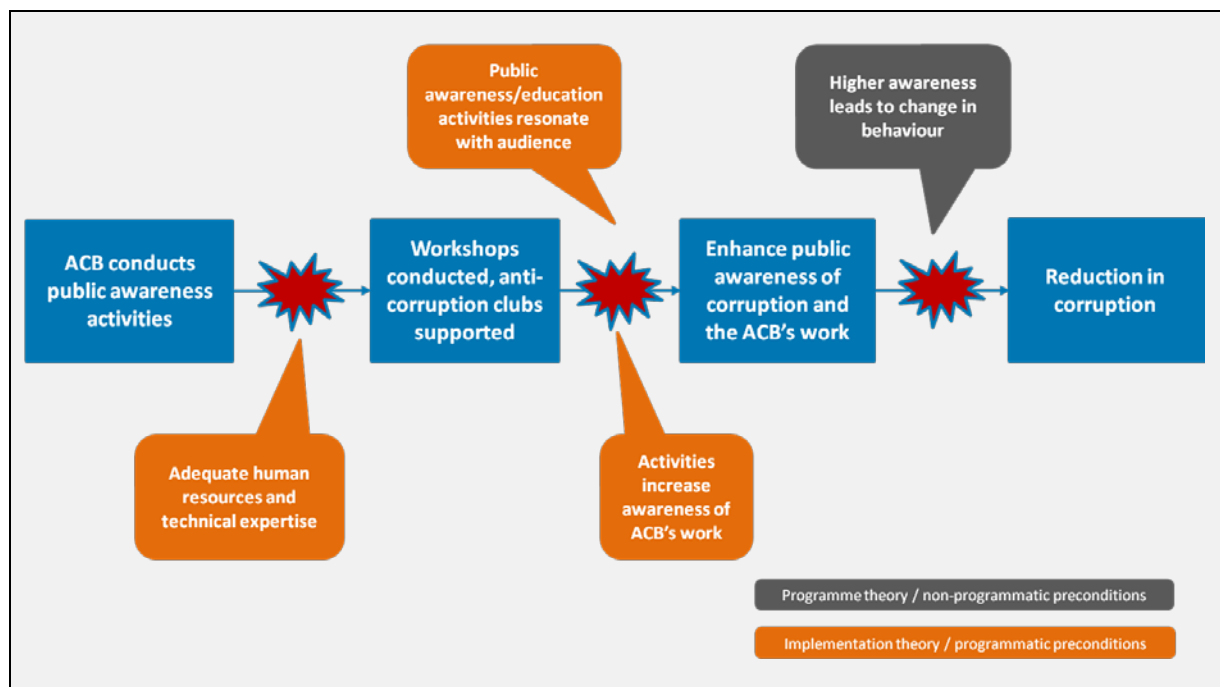 Public
awareness/education
activities resonate
with audience
Higher awareness
leads to change in
behaviour
ACB conducts
public awareness
activities
Workshops
conducted, anti-
corruption clubs
supported
Enhance public
awareness of
corruption and
the ACB's work
Reduction in
corruption
Adequate human
resources and
technical expertise
Activities
increase
awareness of
ACB's work
Programme theory / non-programmatic preconditions
Implementation theory / programmatic preconditions